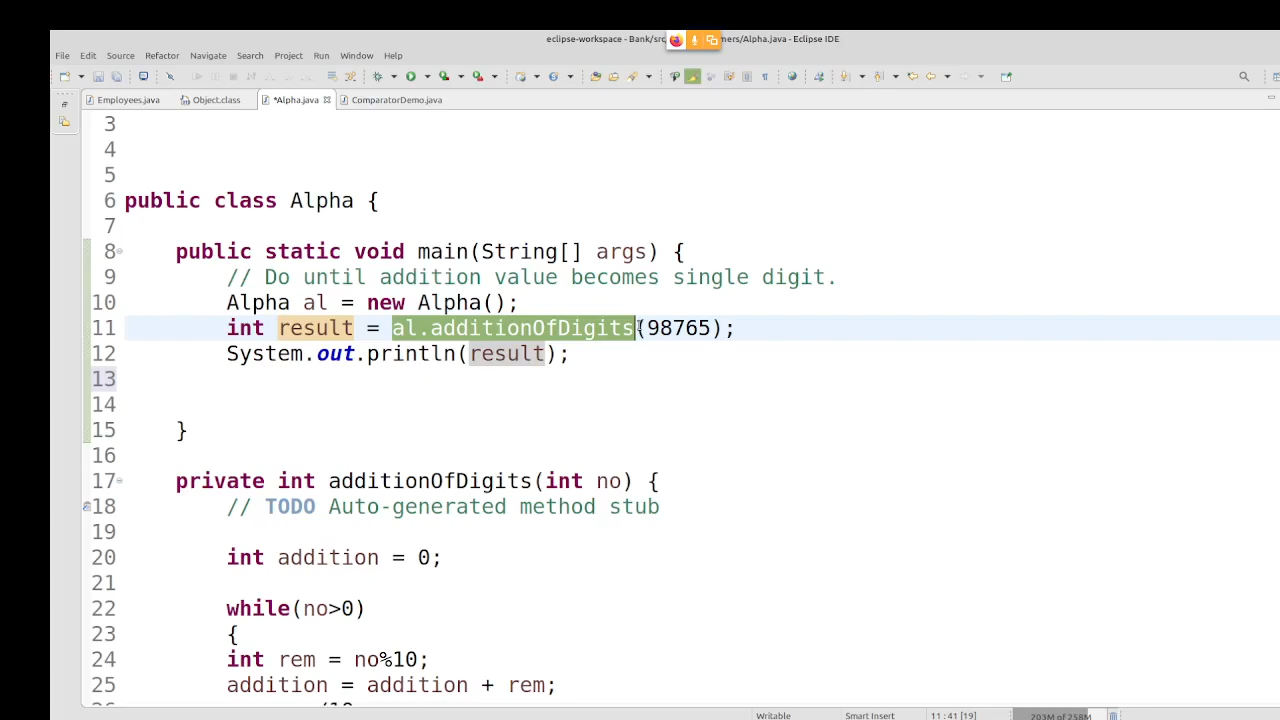 eclipse-workspace - Bank/src mers/Alpha.java - Eclipse IDE
File Edit Source Refactor Navigate Search Project Run Window Help
Employees.java Object.class *Alpha.java ComparatorDemo.java
3
4
5
6 public class Alpha {
7
8 public static void main(String[] args) {
9 // Do until addition value becomes single digit.
10 Alpha al = new Alpha();
11 int result = al.additionOfDigits(98765);
12 System.out.println(result);
13
14
15 }
16
17 private int additionOfDigits(int no) {
18 // TODO Auto-generated method stub
19
20 int addition = 0;
21
22 while(no>0)
23 {
24 int rem = no%10;
25 addition = addition + rem;
Writable Smart Insert 11 : 41 [19] 203M of 258M